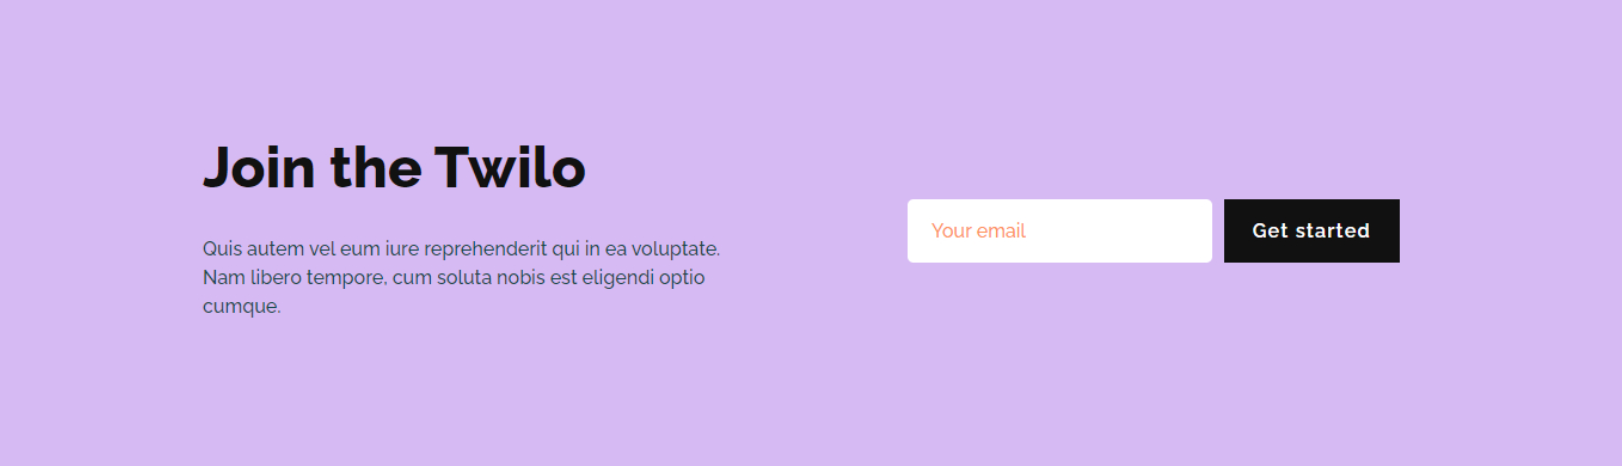 Join the Twilo
Quis autem vel eum iure reprehenderit qui in ea voluptate.
Nam libero tempore, cum soluta nobis est eligendi optio
cumque.
Your email
Get started